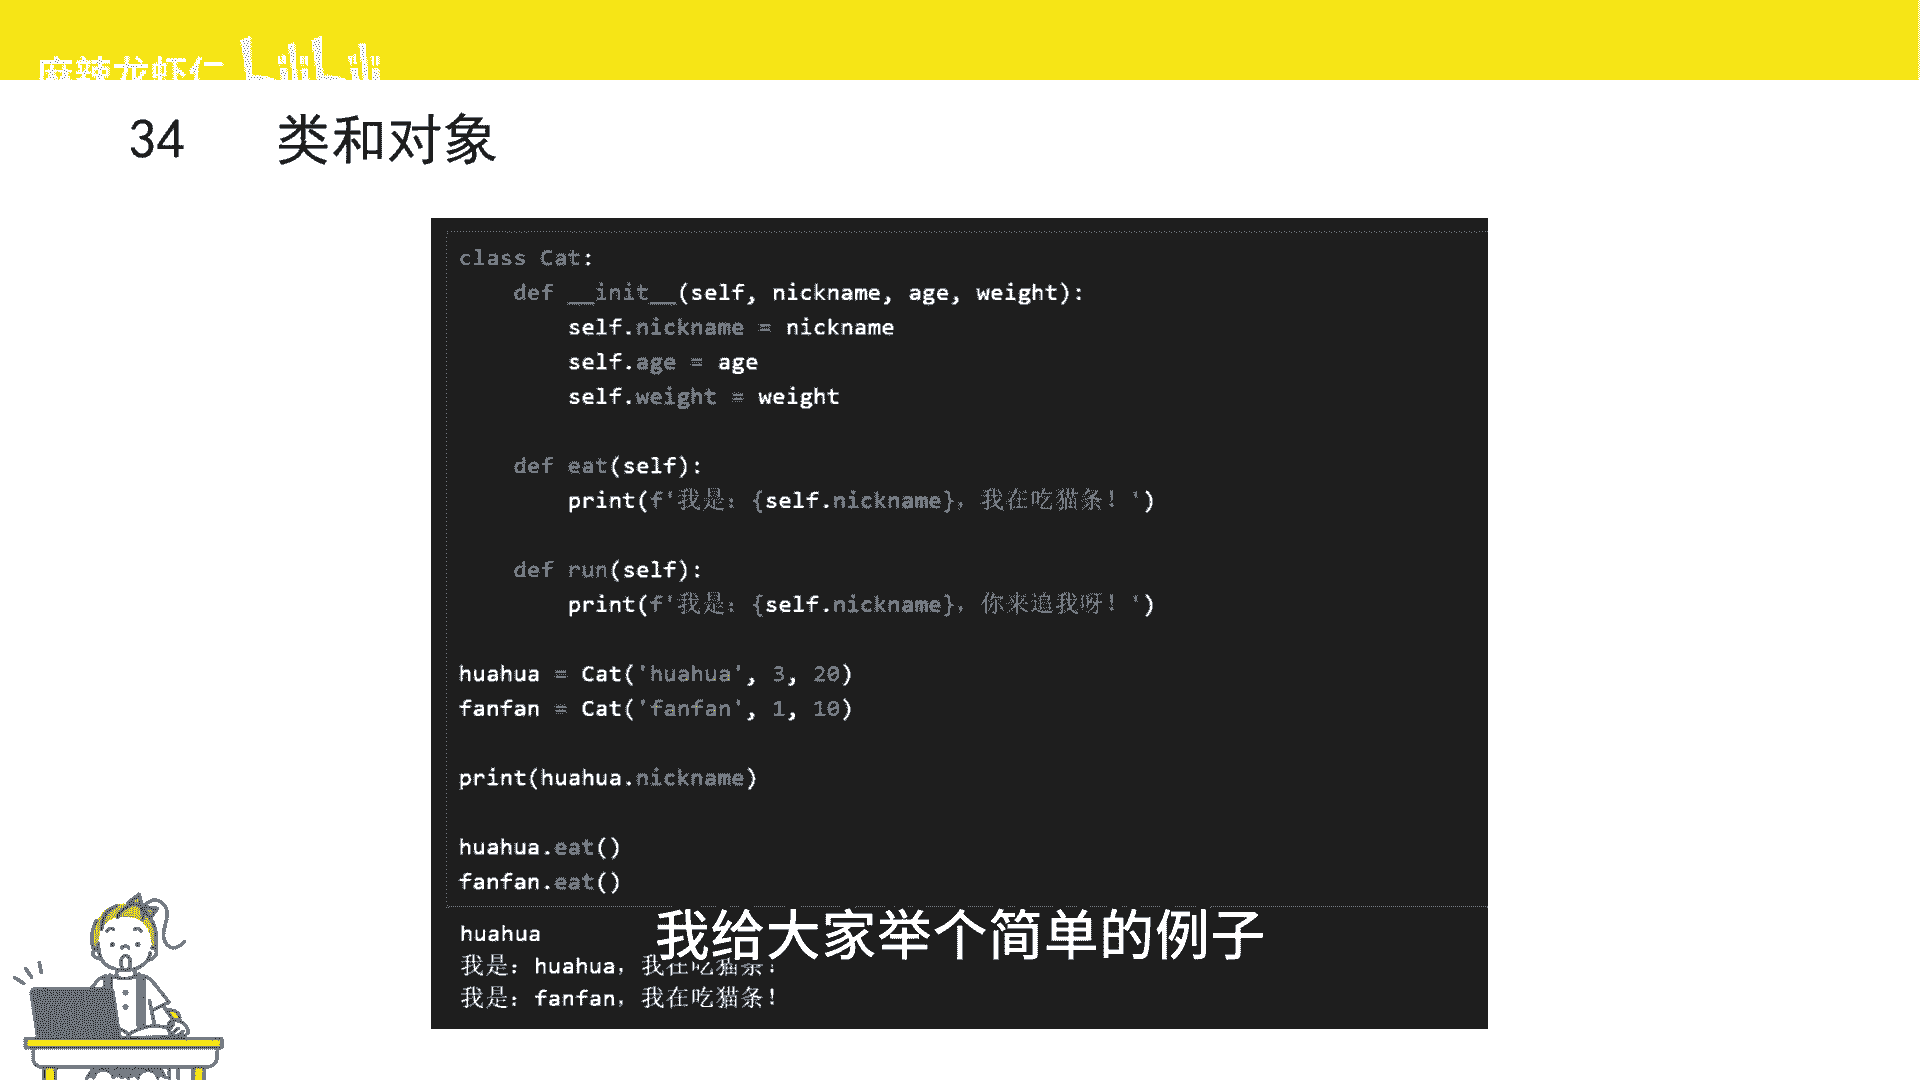 麻辣龙虾仁 bilibili
34 类和对象
class Cat:
    def __init__(self, nickname, age, weight):
        self.nickname = nickname
        self.age = age
        self.weight = weight
    def eat(self):
        print(f'我是：{self.nickname}，我在吃猫条！')
    def run(self):
        print(f'我是：{self.nickname}，你来追我呀！')
huahua = Cat('huahua', 3, 20)
fanfan = Cat('fanfan', 1, 10)
print(huahua.nickname)
huahua.eat()
fanfan.eat()
huahua
我给大家举个简单的例子
我是：huahua，我在吃猫条！
我是：fanfan，我在吃猫条！